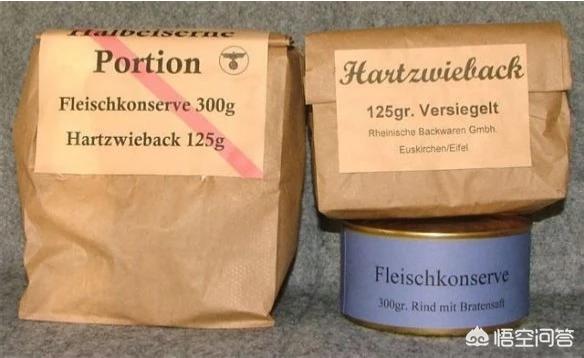 Halbeiserne
Portion
Fleischkonserve 300g
Hartzwieback 125g
Hartzwieback
125gr. Versiegelt
Rheinische Backwaren Gmbh.
Euskirchen/Eifel
Fleischkonserve
300gr. Rind mit Bratensaft
悟空问答